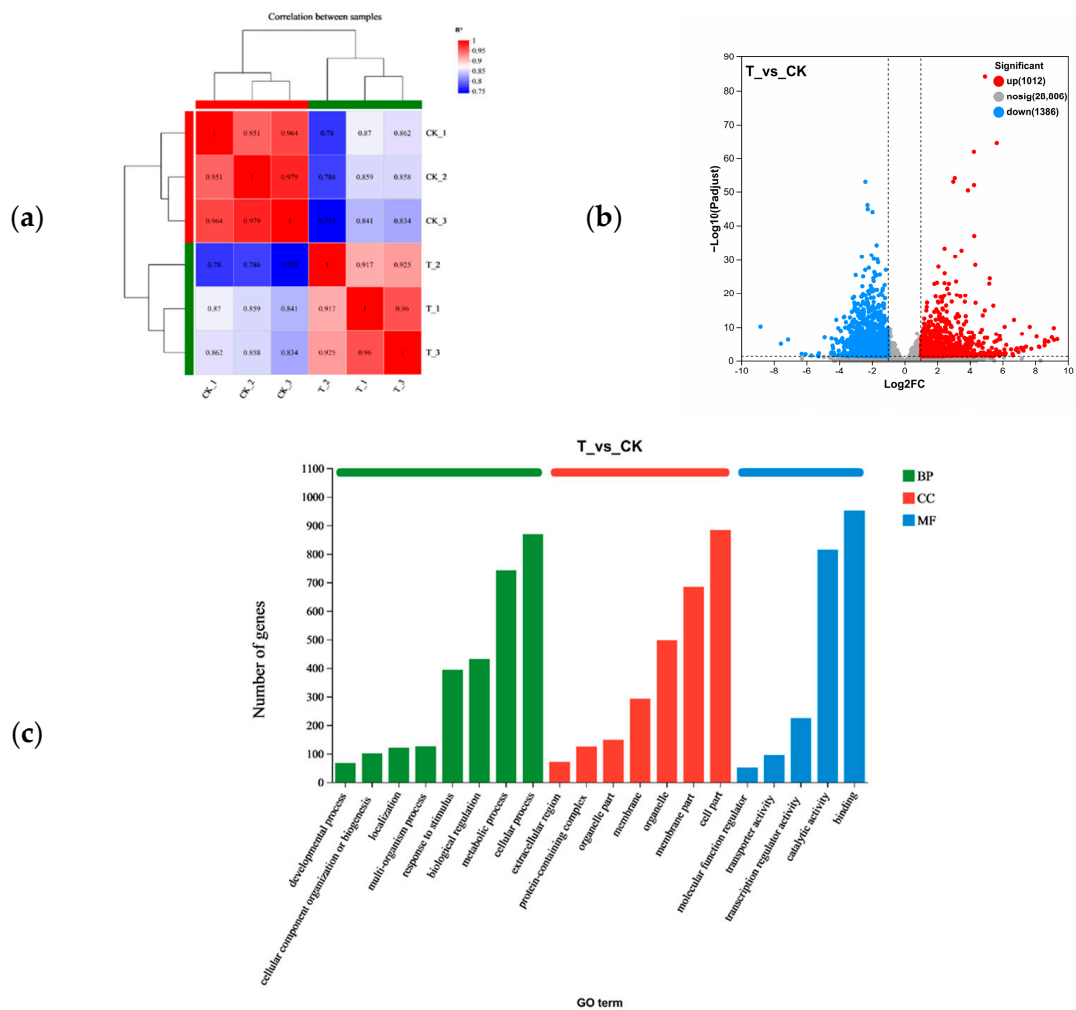 Correlation between samples
R²
1
0.95
0.9
0.85
0.8
0.75
1 0.951 0.964 0.78 0.87 0.862 CK_1
0.951 1 0.979 0.786 0.859 0.858 CK_2
0.964 0.979 1 0.841 0.834 CK_3
0.78 0.786 1 0.917 0.925 T_2
0.87 0.859 0.841 0.917 1 0.96 T_1
0.862 0.858 0.834 0.925 0.96 1 T_3
CK_1 CK_2 CK_3 T_2 T_1 T_3
(a)
T_vs_CK
Significant
up(1012)
nosig(28,806)
down(1386)
−Log10(Padjust)
90
80
70
60
50
40
30
20
10
0
-10 -8 -6 -4 -2 0 2 4 6 8 10
Log2FC
(b)
T_vs_CK
BP
CC
MF
Number of genes
1100
1000
900
800
700
600
500
400
300
200
100
0
developmental process
cellular component organization or biogenesis
localization
multi-organism process
response to stimulus
biological regulation
metabolic process
cellular process
extracellular region
protein-containing complex
organelle part
membrane
organelle
membrane part
cell part
molecular function regulator
transporter activity
transcription regulator activity
catalytic activity
binding
GO term
(c)